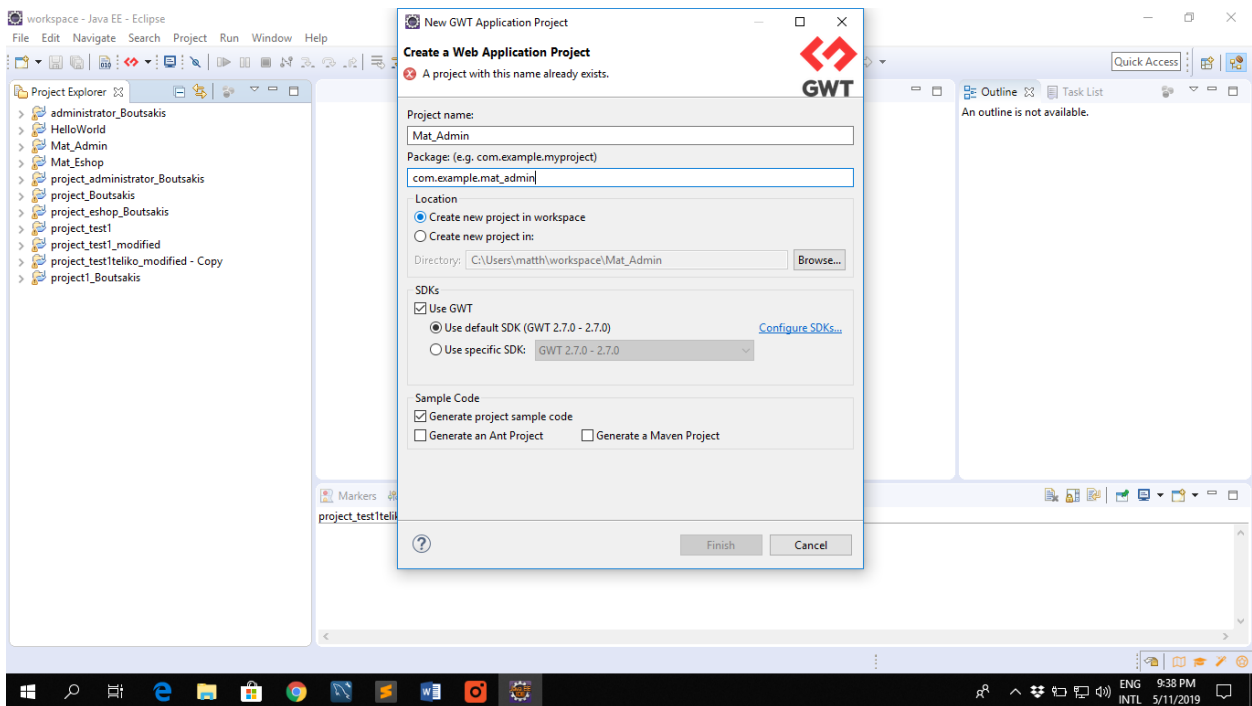 workspace - Java EE - Eclipse
File Edit Navigate Search Project Run Window Help
Quick Access
Project Explorer
administrator_Boutsakis
HelloWorld
Mat_Admin
Mat_Eshop
project_administrator_Boutsakis
project_Boutsakis
project_eshop_Boutsakis
project_test1
project_test1_modified
project_test1teliko_modified - Copy
project1_Boutsakis
New GWT Application Project
Create a Web Application Project
A project with this name already exists.
GWT
Project name:
Mat_Admin
Package: (e.g. com.example.myproject)
com.example.mat_admin
Location
Create new project in workspace
Create new project in:
Directory: C:\Users\matth\workspace\Mat_Admin Browse...
SDKs
Use GWT
Use default SDK (GWT 2.7.0 - 2.7.0) Configure SDKs...
Use specific SDK: GWT 2.7.0 - 2.7.0
Sample Code
Generate project sample code
Generate an Ant Project Generate a Maven Project
Finish Cancel
Outline Task List
An outline is not available.
Markers
project_test1teli
ENG 9:38 PM
INTL 5/11/2019